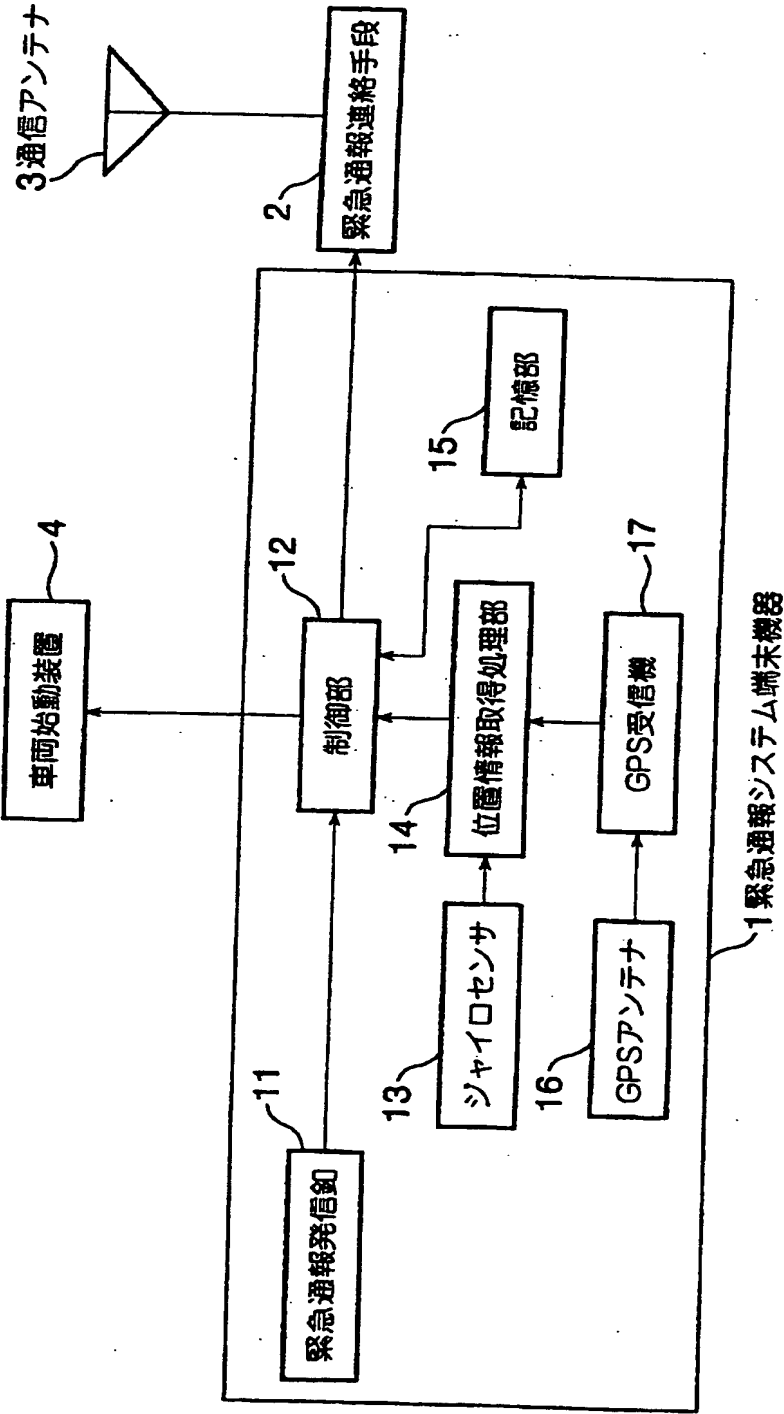 3通信アンテナ
2
緊急通報連絡手段
車両始動装置
4
12
制御部
15
記憶部
11
緊急通報発信釦
14
位置情報取得処理部
13
ジャイロセンサ
17
GPS受信機
16
GPSアンテナ
1緊急通報システム端末機器